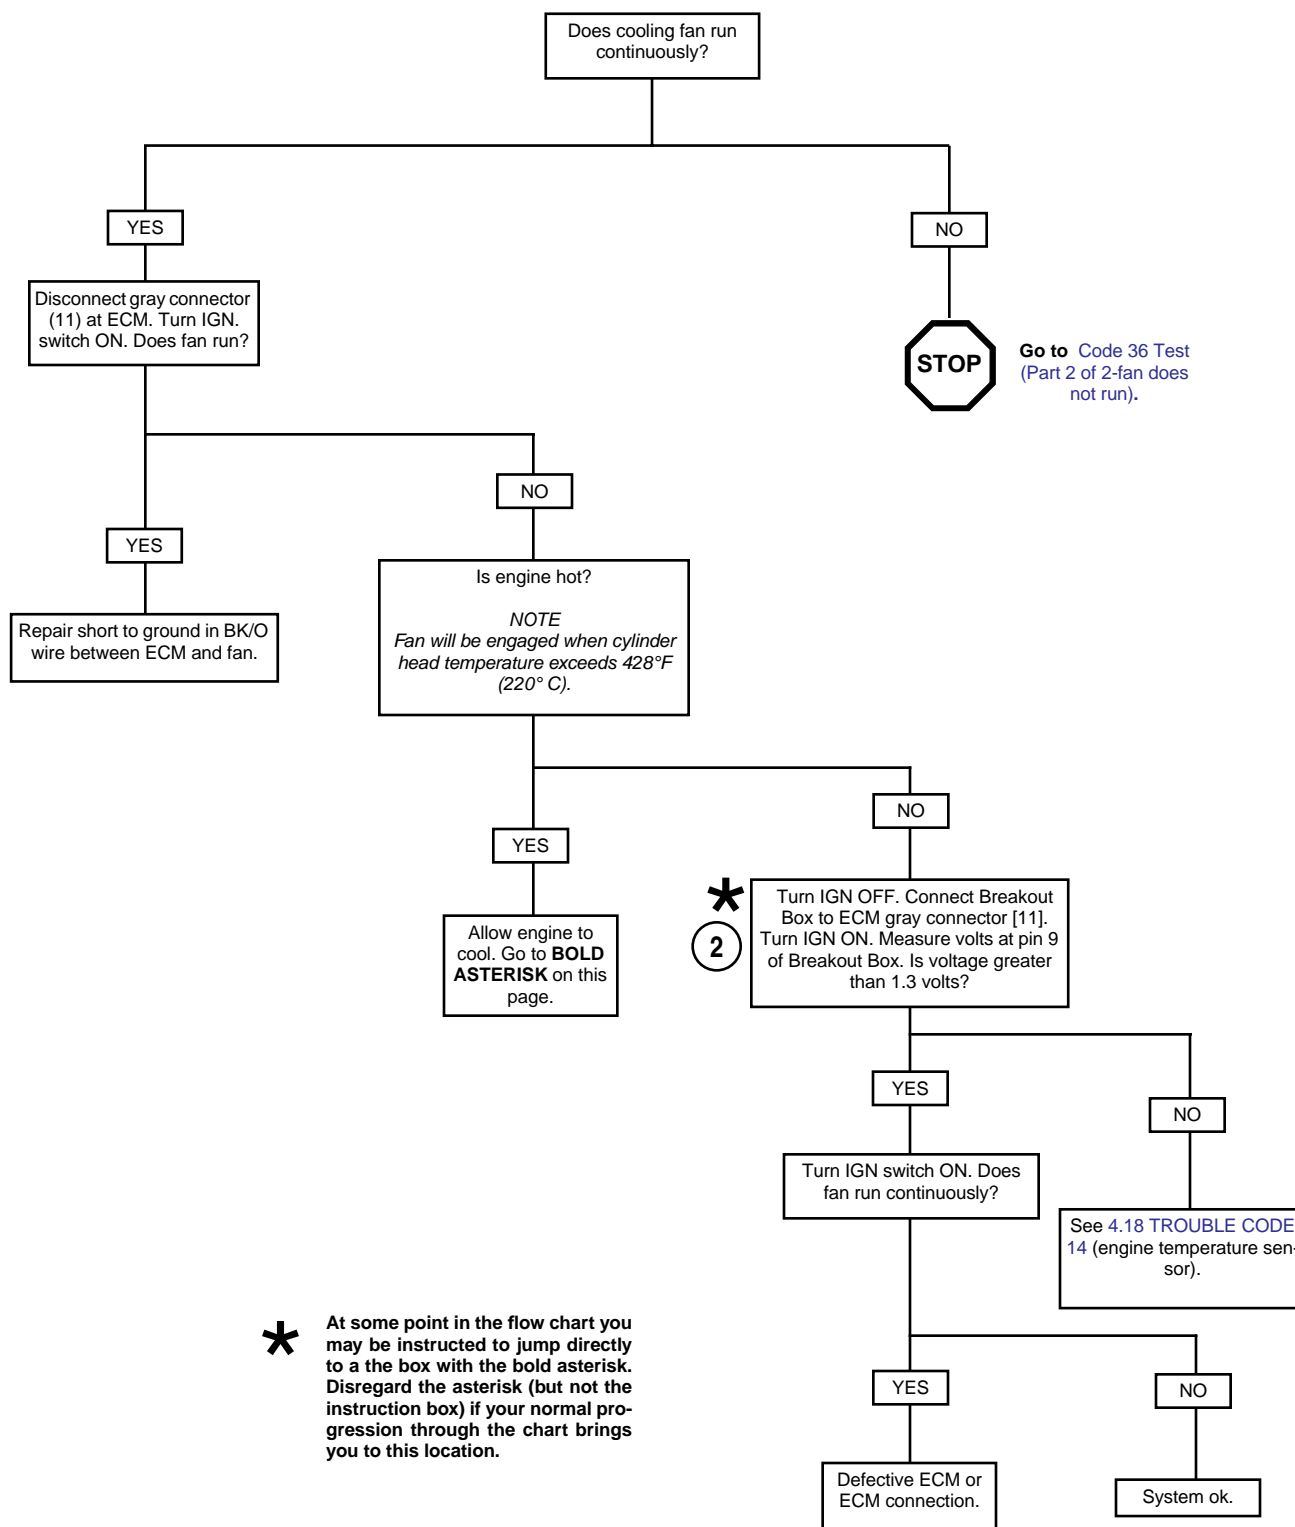 Does cooling fan run
continuously?
YES
NO
Disconnect gray connector
(11) at ECM. Turn IGN.
switch ON. Does fan run?
STOP
Go to Code 36 Test
(Part 2 of 2-fan does
not run).
NO
YES
Is engine hot?
NOTE
Fan will be engaged when cylinder
head temperature exceeds 428°F
(220° C).
Repair short to ground in BK/O
wire between ECM and fan.
NO
YES
*
2
Turn IGN OFF. Connect Breakout
Box to ECM gray connector [11].
Turn IGN ON. Measure volts at pin 9
of Breakout Box. Is voltage greater
than 1.3 volts?
Allow engine to
cool. Go to BOLD
ASTERISK on this
page.
YES
NO
Turn IGN switch ON. Does
fan run continuously?
See 4.18 TROUBLE CODE
14 (engine temperature sen-
sor).
*
At some point in the flow chart you
may be instructed to jump directly
to a the box with the bold asterisk.
Disregard the asterisk (but not the
instruction box) if your normal pro-
gression through the chart brings
you to this location.
YES
NO
Defective ECM or
ECM connection.
System ok.